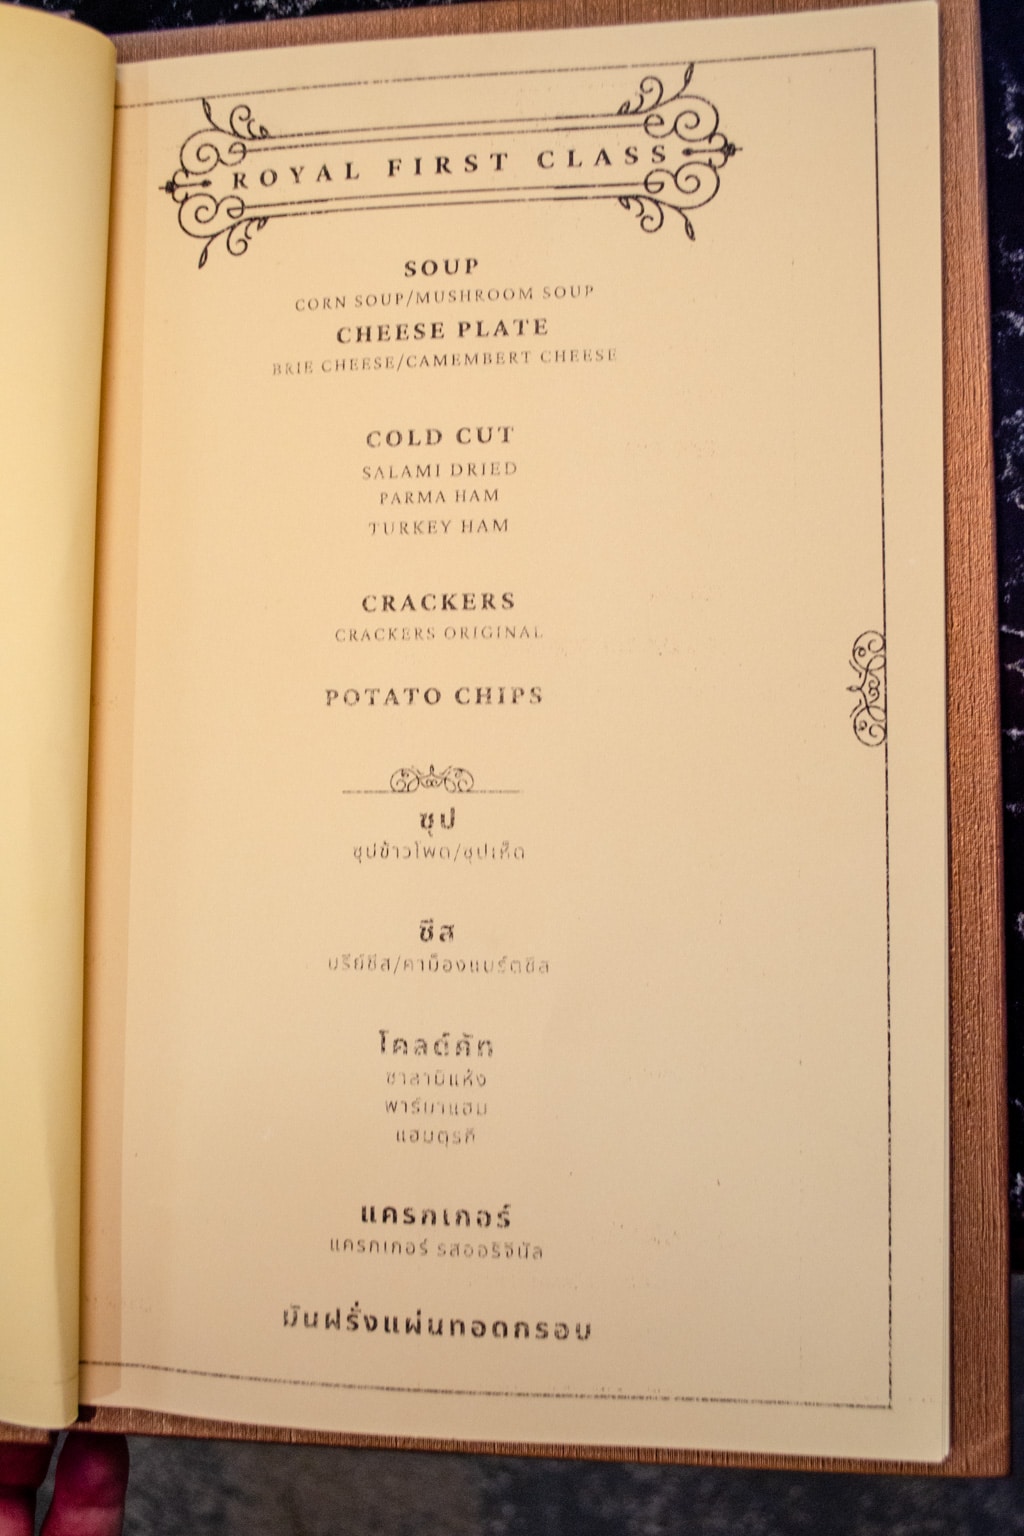 ROYAL FIRST CLASS
SOUP
CORN SOUP/MUSHROOM SOUP
CHEESE PLATE
BRIE CHEESE/CAMEMBERT CHEESE
COLD CUT
SALAMI DRIED
PARMA HAM
TURKEY HAM
CRACKERS
CRACKERS ORIGINAL
POTATO CHIPS
ซุป
ซุปข้าวโพด/ซุปเห็ด
ชีส
บรีย์ชีส/คาม็องแบร์ตชีส
โคลด์คัท
ซาลามิแห้ง
พาร์มาแฮม
แฮมตุรกี
แครกเกอร์
แครกเกอร์ รสออริจินัล
มันฝรั่งแผ่นทอดกรอบ